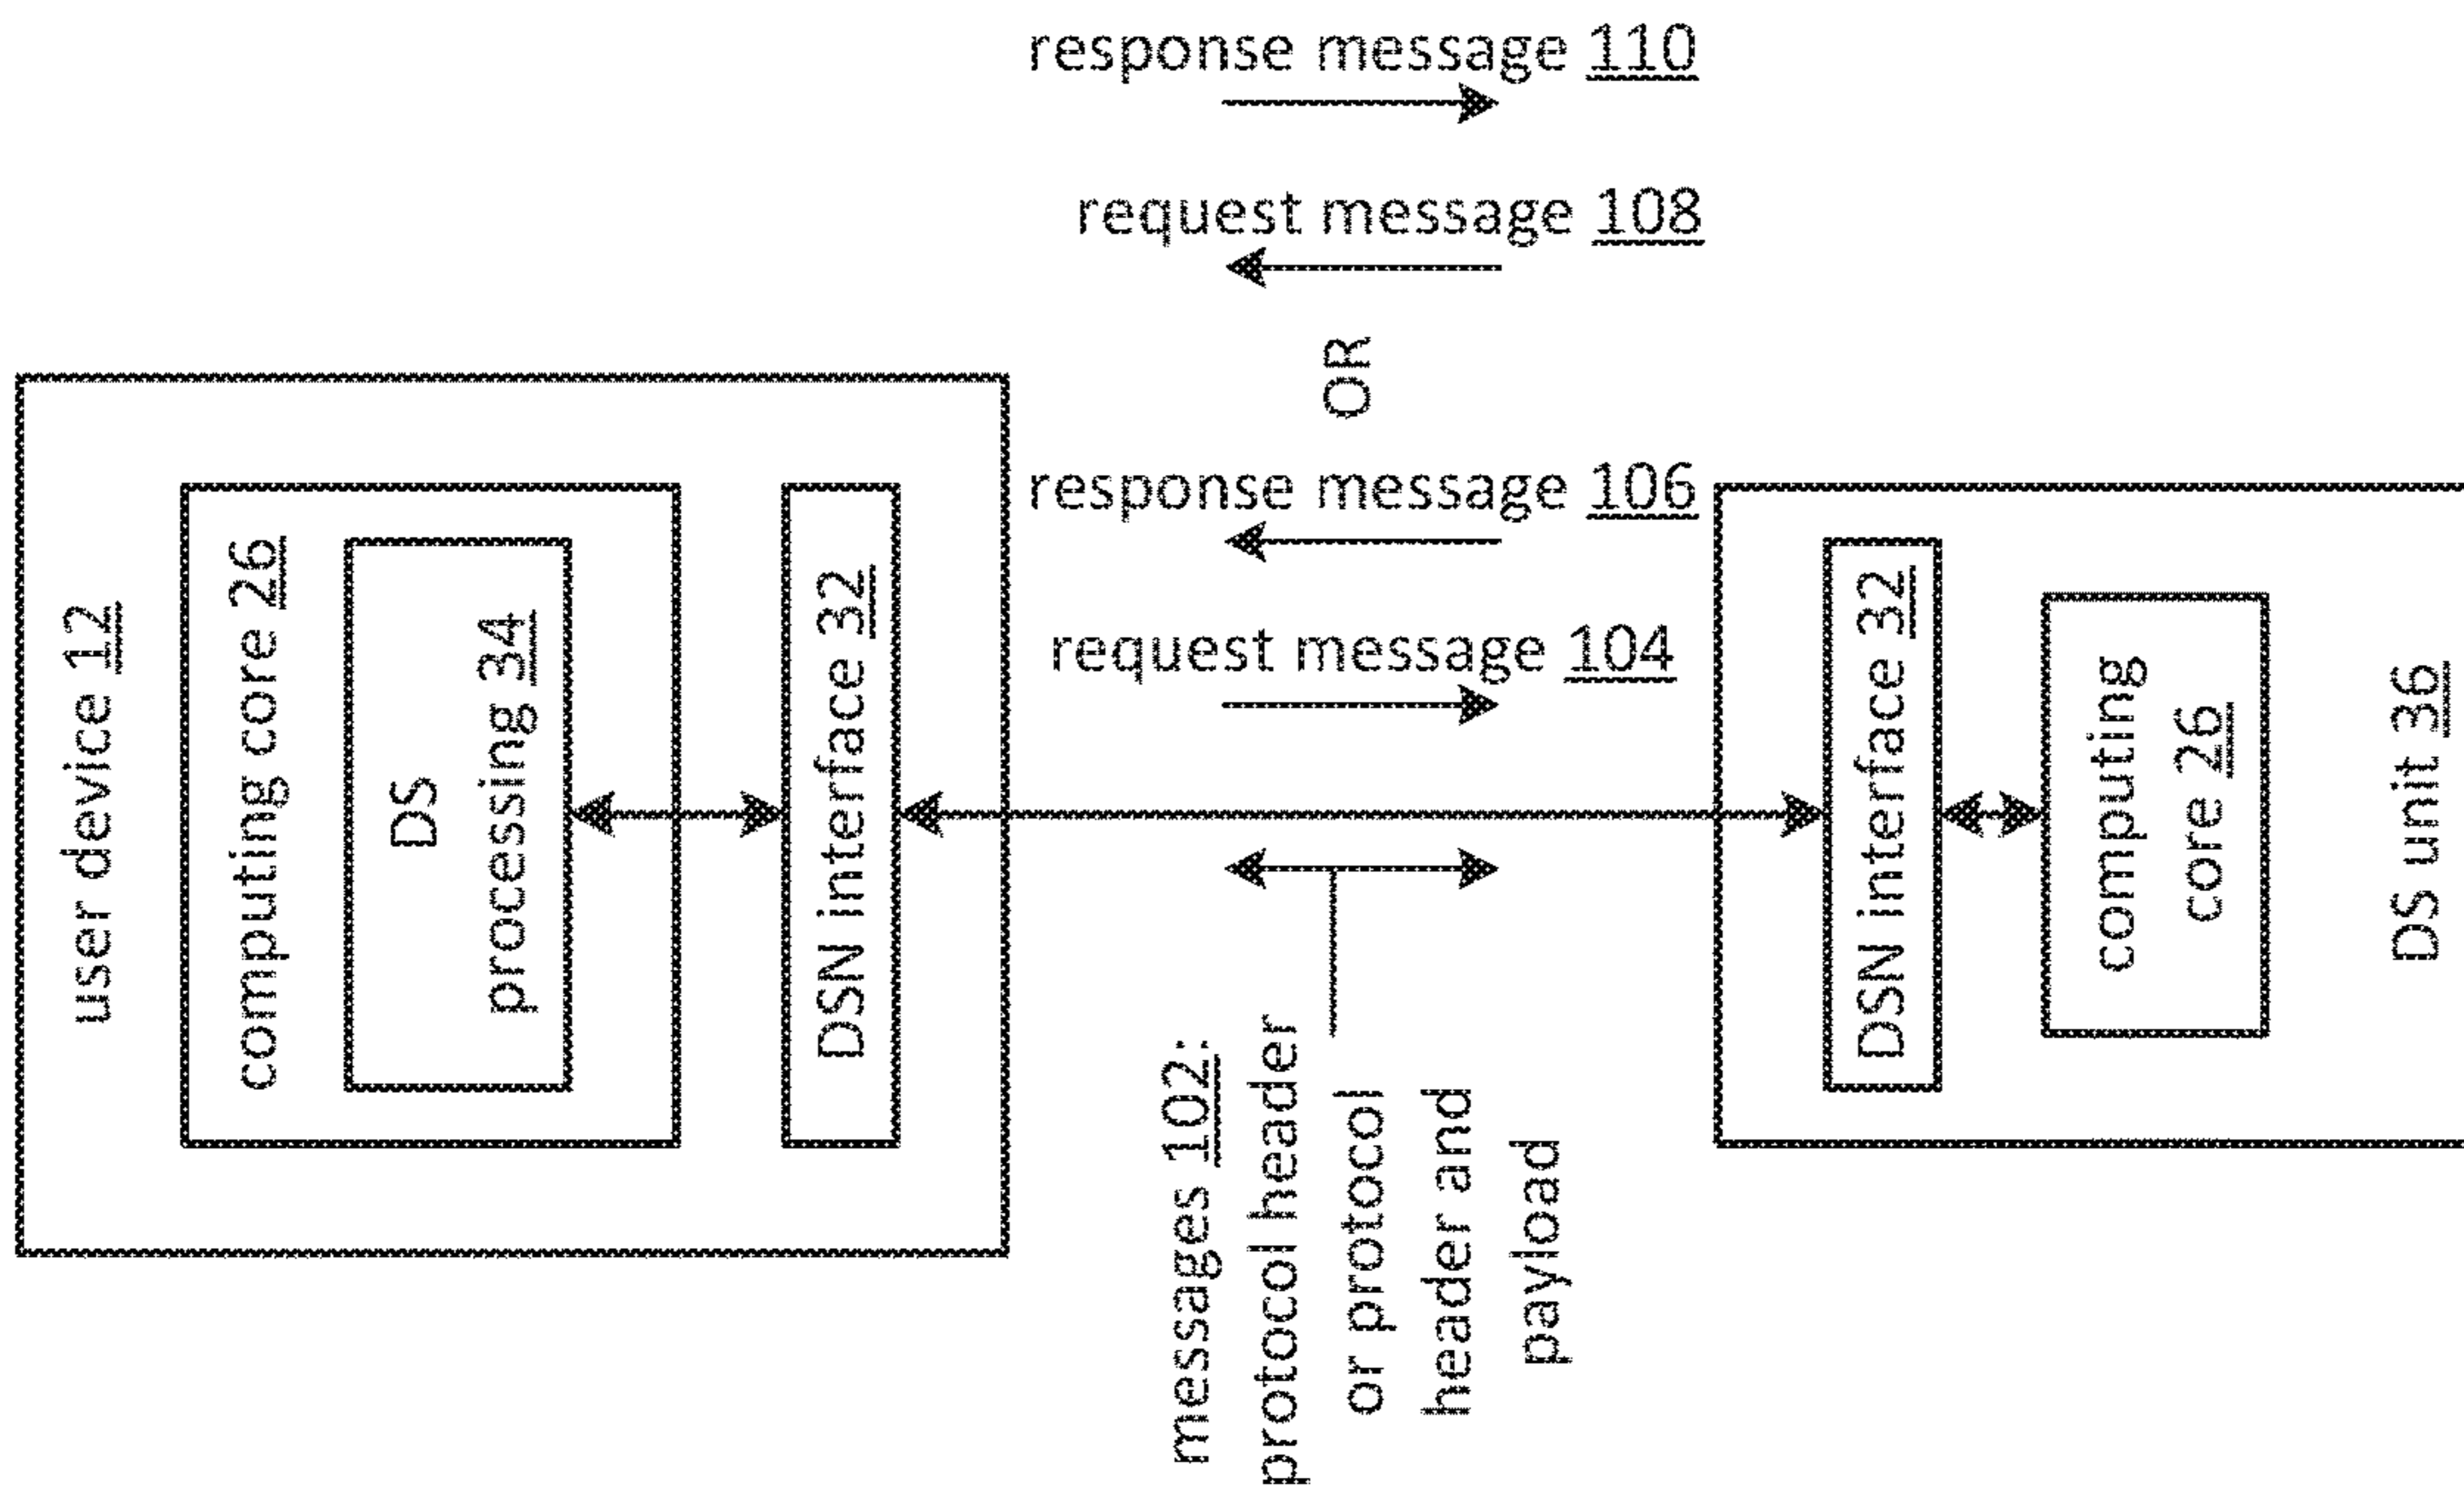 user device 12
computing core 26
DS
processing 34
DSN interface 32
messages 102:
protocol header
or protocol
header and
payload
request message 104
response message 106
OR
request message 108
response message 110
DSN interface 32
computing
core 26
DS unit 36